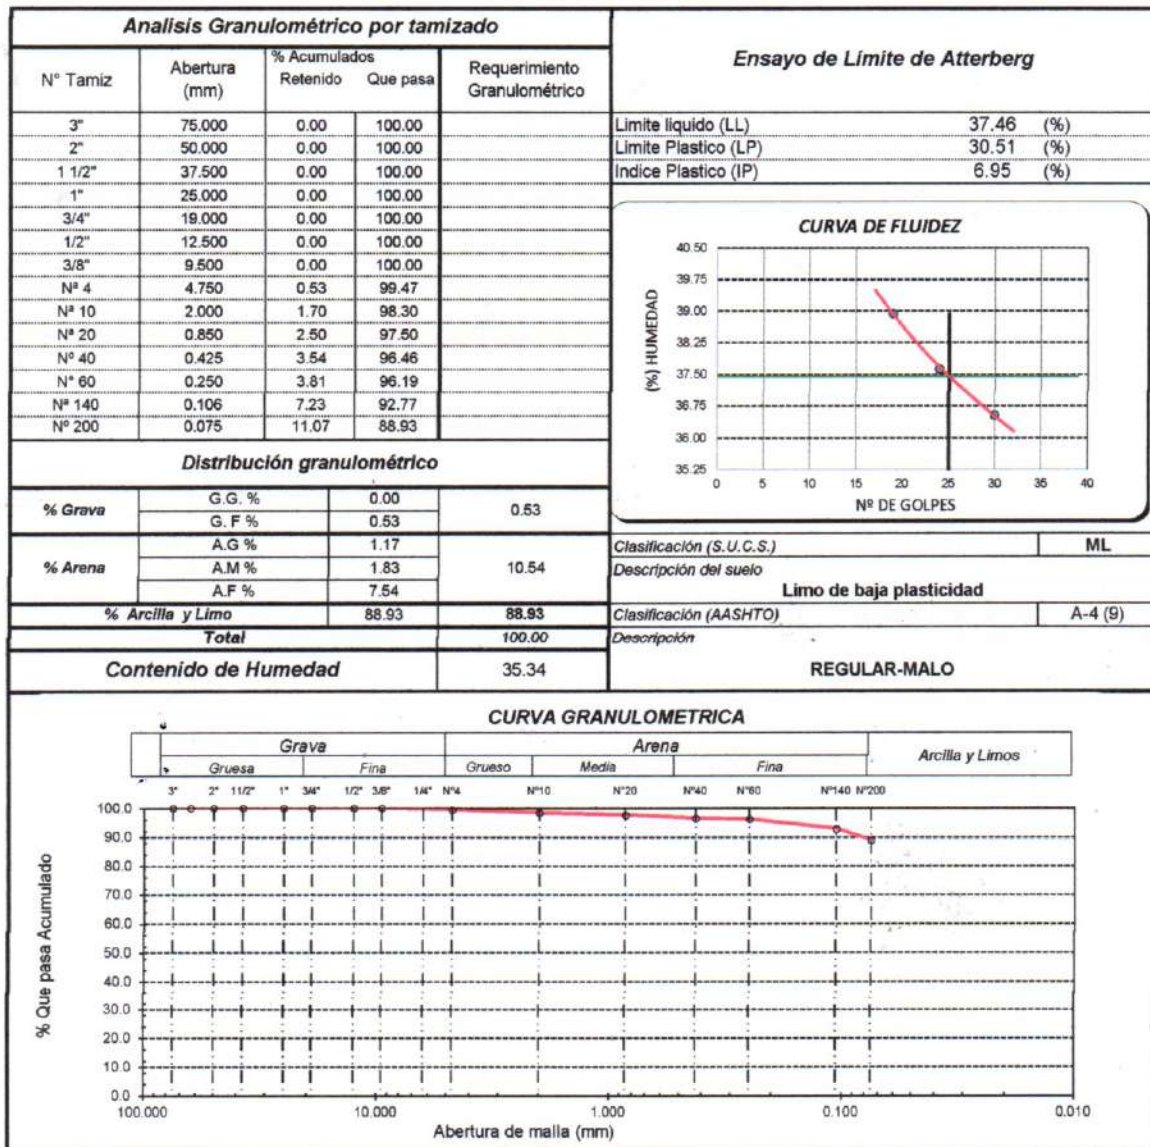 Analisis Granulométrico por tamizado
N° Tamiz Abertura (mm) % Acumulados Retenido Que pasa Requerimiento Granulométrico
3" 75.000 0.00 100.00
2" 50.000 0.00 100.00
1 1/2" 37.500 0.00 100.00
1" 25.000 0.00 100.00
3/4" 19.000 0.00 100.00
1/2" 12.500 0.00 100.00
3/8" 9.500 0.00 100.00
Nª 4 4.750 0.53 99.47
Nª 10 2.000 1.70 98.30
Nª 20 0.850 2.50 97.50
Nº 40 0.425 3.54 96.46
N° 60 0.250 3.81 96.19
Nª 140 0.106 7.23 92.77
Nº 200 0.075 11.07 88.93
Distribución granulométrico
% Grava G.G. % 0.00 0.53
G. F % 0.53
% Arena A.G % 1.17 10.54
A.M % 1.83
A.F % 7.54
% Arcilla y Limo 88.93 88.93
Total 100.00
Contenido de Humedad 35.34
Ensayo de Límite de Atterberg
Limite liquido (LL) 37.46 (%)
Limite Plastico (LP) 30.51 (%)
Indice Plastico (IP) 6.95 (%)
CURVA DE FLUIDEZ
(%) HUMEDAD
40.50
39.75
39.00
38.25
37.50
36.75
36.00
35.25
0 5 10 15 20 25 30 35 40
Nº DE GOLPES
Clasificación (S.U.C.S.) ML
Descripción del suelo
Limo de baja plasticidad
Clasificación (AASHTO) A-4 (9)
Descripción
REGULAR-MALO
CURVA GRANULOMETRICA
Grava Arena Arcilla y Limos
Gruesa Fina Grueso Media Fina
3" 2" 11/2" 1" 3/4" 1/2" 3/8" 1/4" N°4 N°10 N°20 N°40 N°60 N°140 N°200
% Que pasa Acumulado
100.0
90.0
80.0
70.0
60.0
50.0
40.0
30.0
20.0
10.0
0.0
100.000 10.000 1.000 0.100 0.010
Abertura de malla (mm)